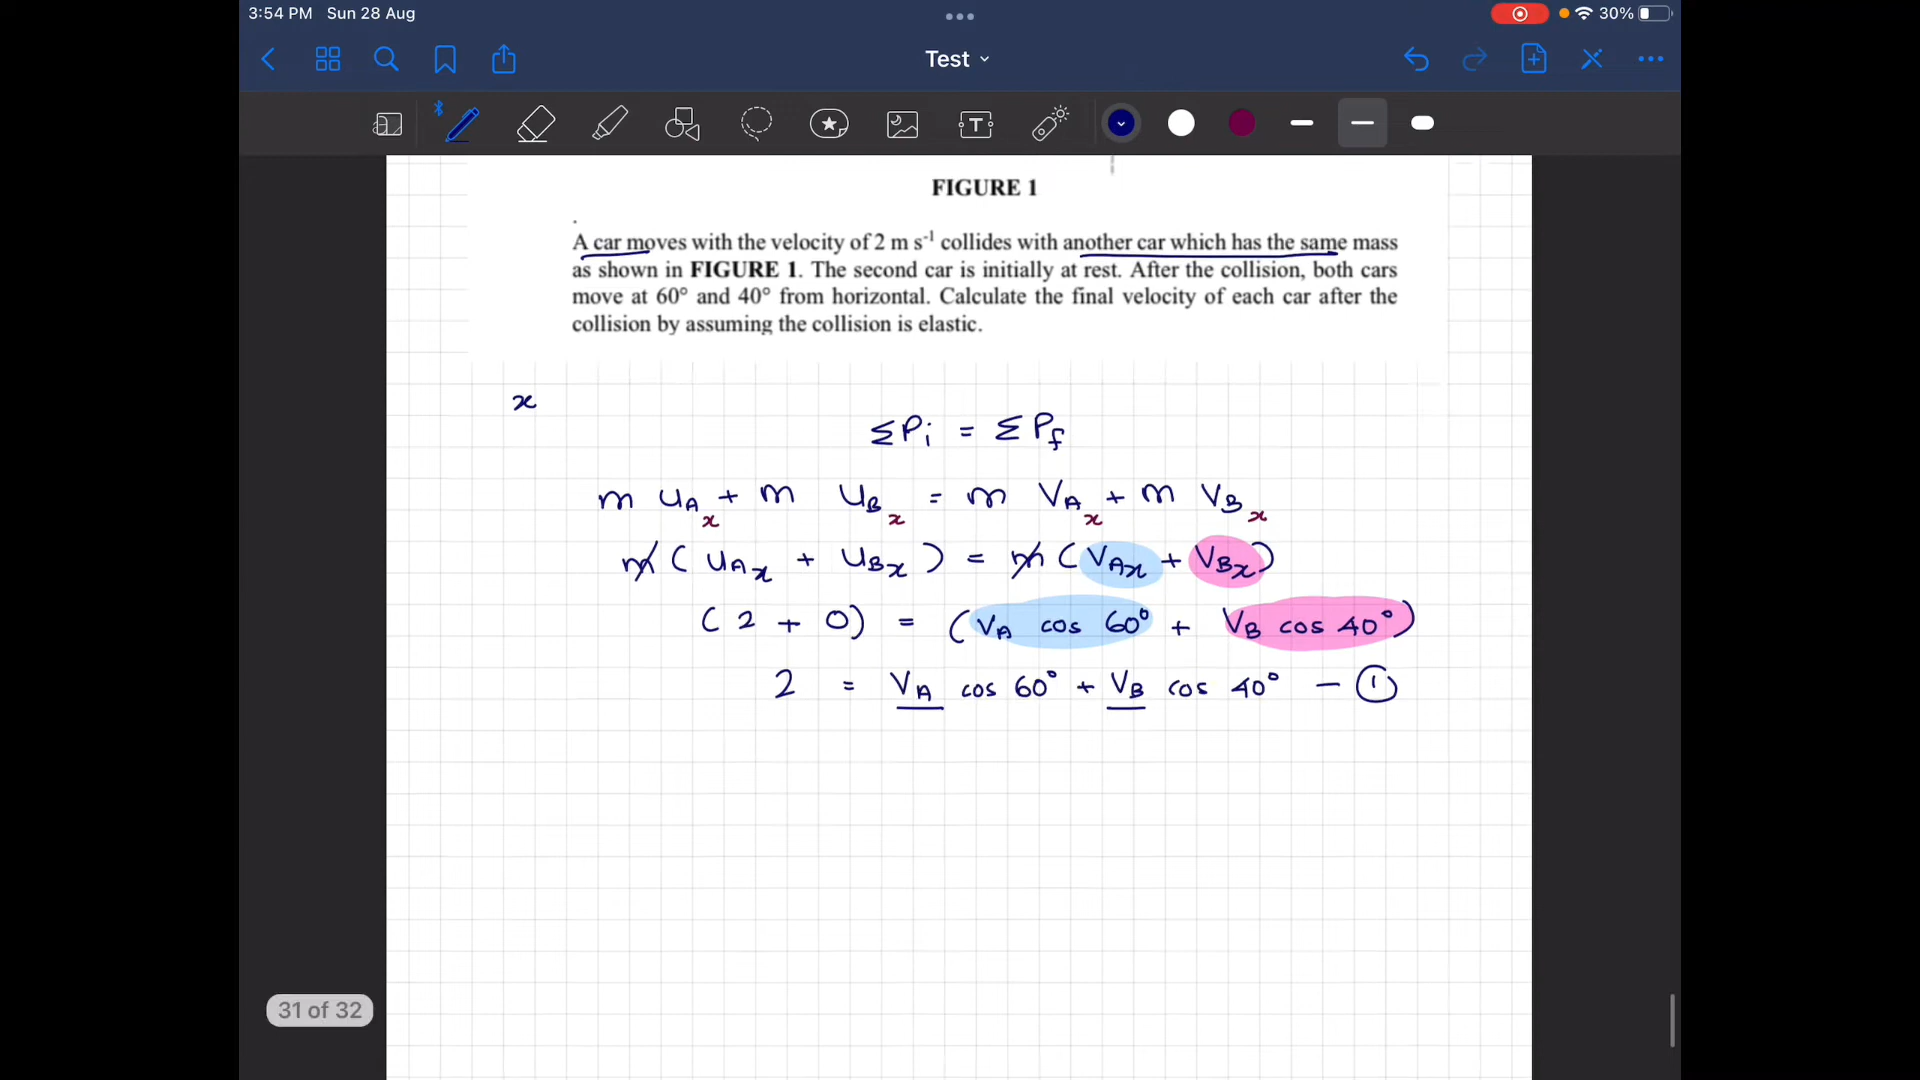 3:54 PM Sun 28 Aug
30%
Test
T
FIGURE 1
A car moves with the velocity of 2 m s⁻¹ collides with another car which has the same mass
as shown in FIGURE 1. The second car is initially at rest. After the collision, both cars
move at 60° and 40° from horizontal. Calculate the final velocity of each car after the
collision by assuming the collision is elastic.
x
ΣPi = ΣPf
m uAx + m uBx = m VAx + m VBx
m ( uAx + uBx ) = m ( VAx + VBx )
( 2 + 0 ) = ( VA cos 60° + VB cos 40° )
2 = VA cos 60° + VB cos 40° – ①
31 of 32